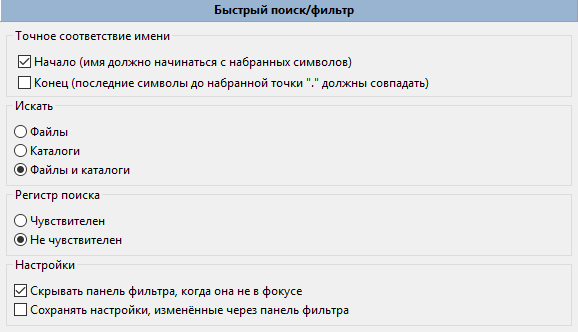 Быстрый поиск/фильтр
Точное соответствие имени
Начало (имя должно начинаться с набранных символов)
Конец (последние символы до набранной точки "." должны совпадать)
Искать
Файлы
Каталоги
Файлы и каталоги
Регистр поиска
Чувствителен
Не чувствителен
Настройки
Скрывать панель фильтра, когда она не в фокусе
Сохранять настройки, изменённые через панель фильтра